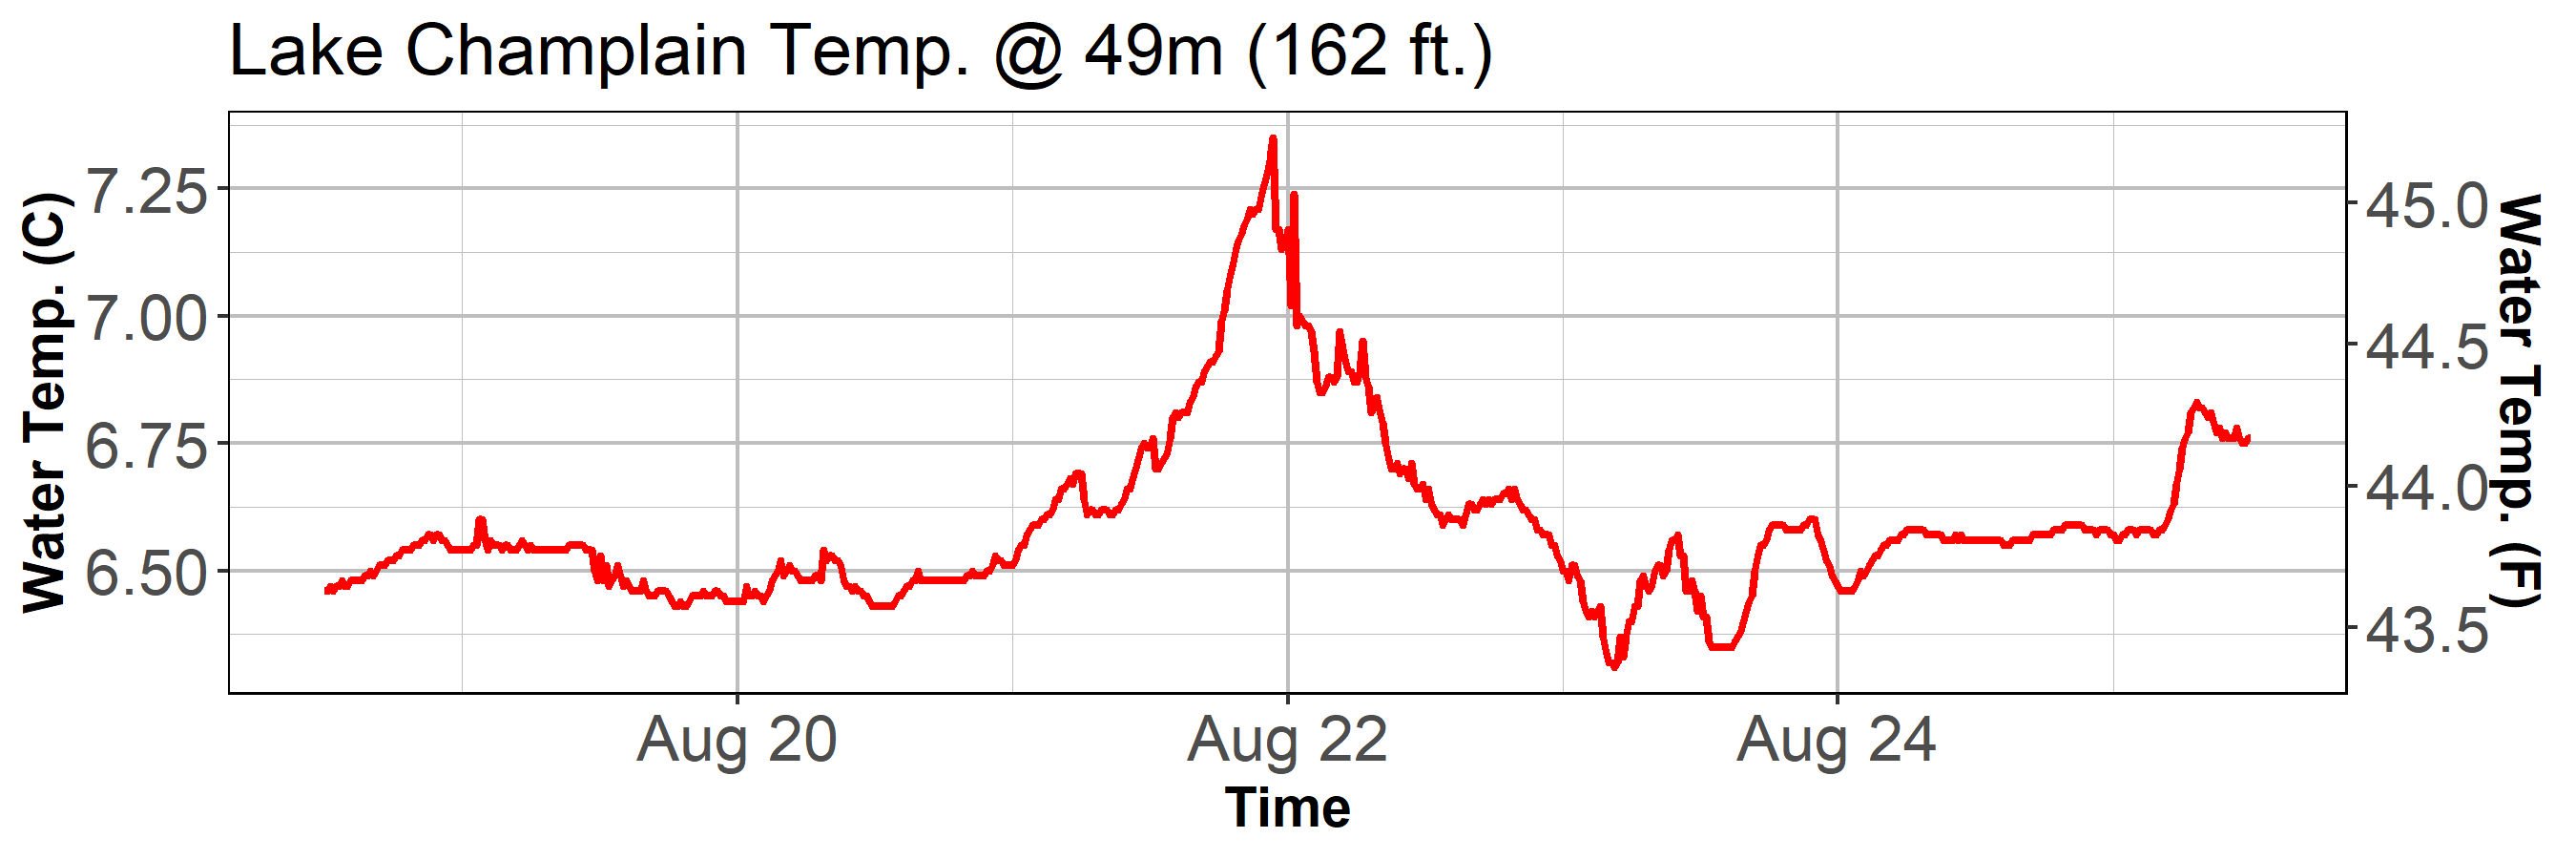 Lake Champlain Temp. @ 49m (162 ft.)
Water Temp. (C)
7.25
7.00
6.75
6.50
45.0
44.5
44.0
43.5
Water Temp. (F)
Aug 20
Aug 22
Aug 24
Time